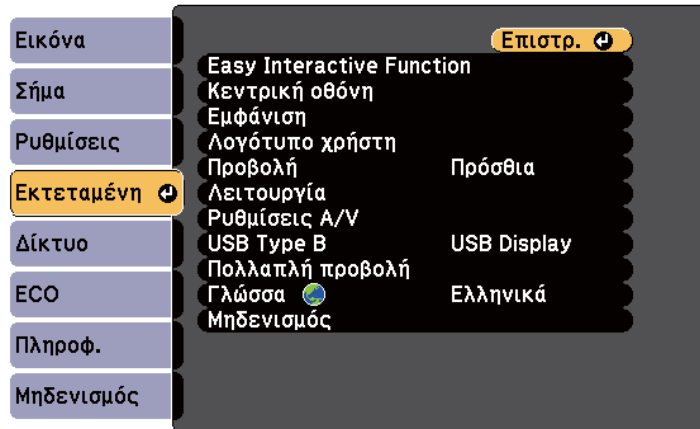 Εικόνα
Σήμα
Ρυθμίσεις
Εκτεταμένη
Δίκτυο
ECO
Πληροφ.
Μηδενισμός
Επιστρ.
Easy Interactive Function
Κεντρική οθόνη
Εμφάνιση
Λογότυπο χρήστη
Προβολή Πρόσθια
Λειτουργία
Ρυθμίσεις A/V
USB Type B USB Display
Πολλαπλή προβολή
Γλώσσα Ελληνικά
Μηδενισμός